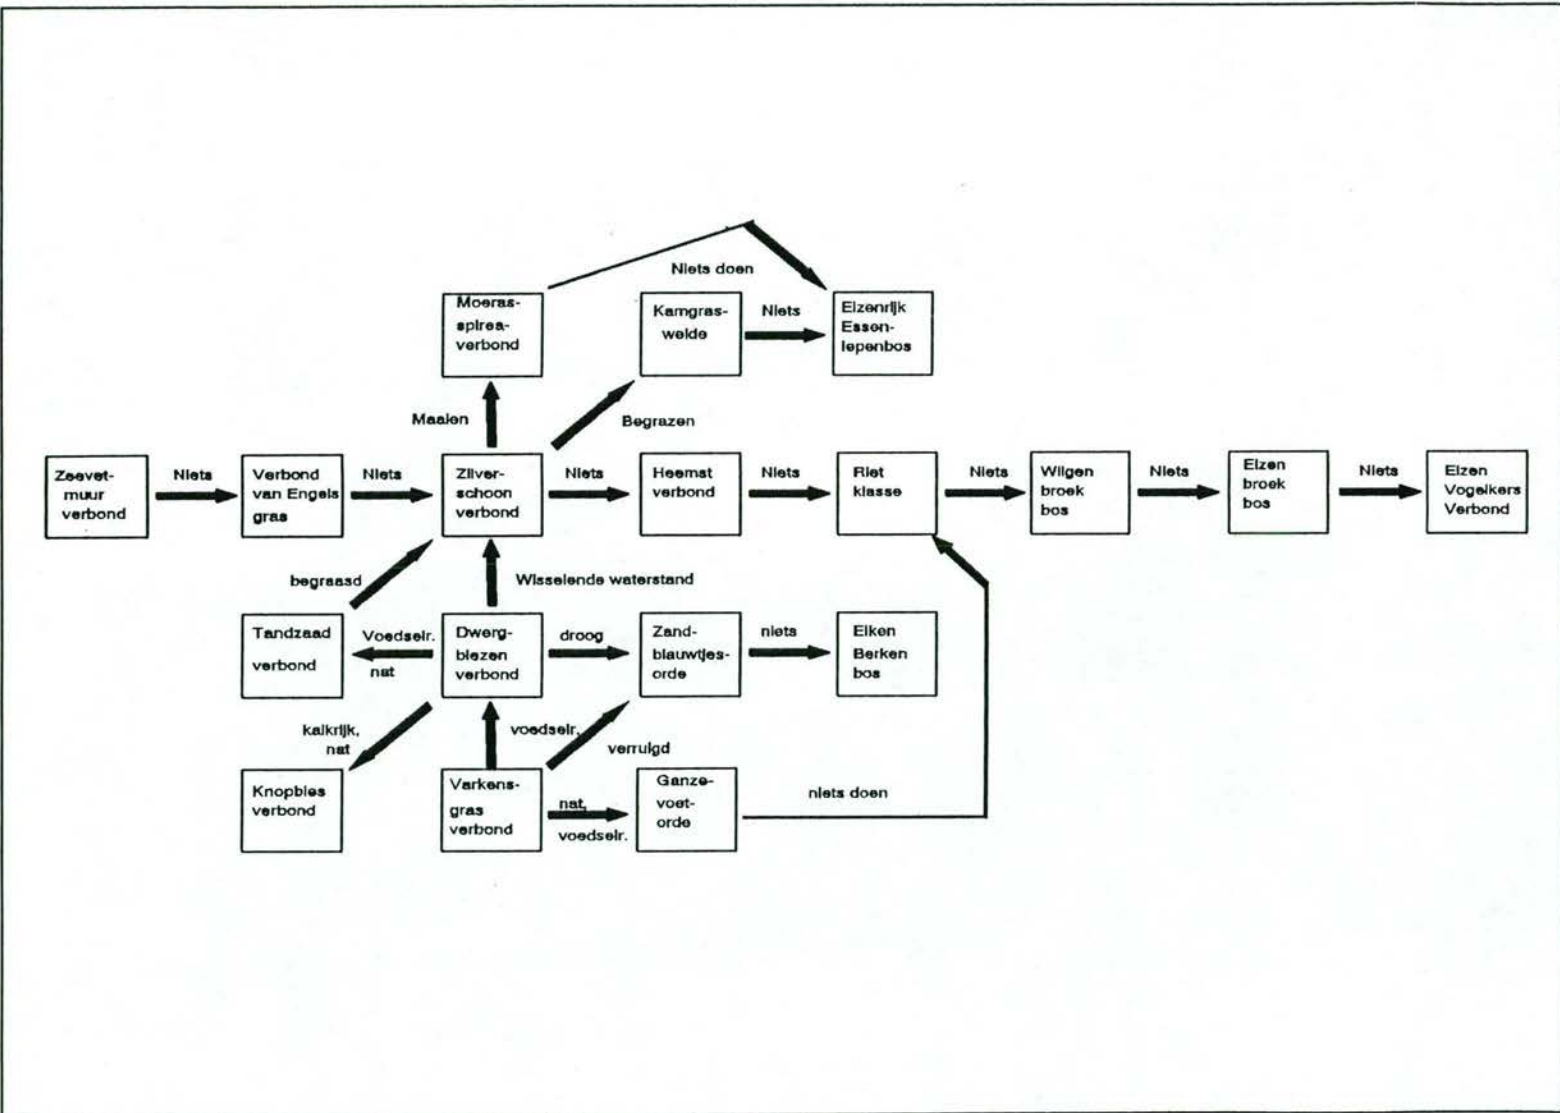 Niets doen
Moeras-
spirea-
verbond
Kamgras-
weide
Niets
Elzenrijk
Essen-
Iepenbos
Maaien
Begrazen
Zeevet-
muur
verbond
Niets
Verbond
van Engels
gras
Niets
Zilver-
schoon
verbond
Niets
Heemst
verbond
Niets
Riet
klasse
Niets
Wilgen
broek
bos
Niets
Elzen
broek
bos
Niets
Elzen
Vogelkers
Verbond
begraasd
Wisselende waterstand
Tandzaad
verbond
Voedselr.
nat
Dwerg-
biezen
verbond
droog
Zand-
blauwtjes-
orde
niets
Eiken
Berken
bos
kalkrijk,
nat
voedselr.
verruigd
Knopbies
verbond
Varkens-
gras
verbond
nat,
voedselr.
Ganze-
voet-
orde
niets doen